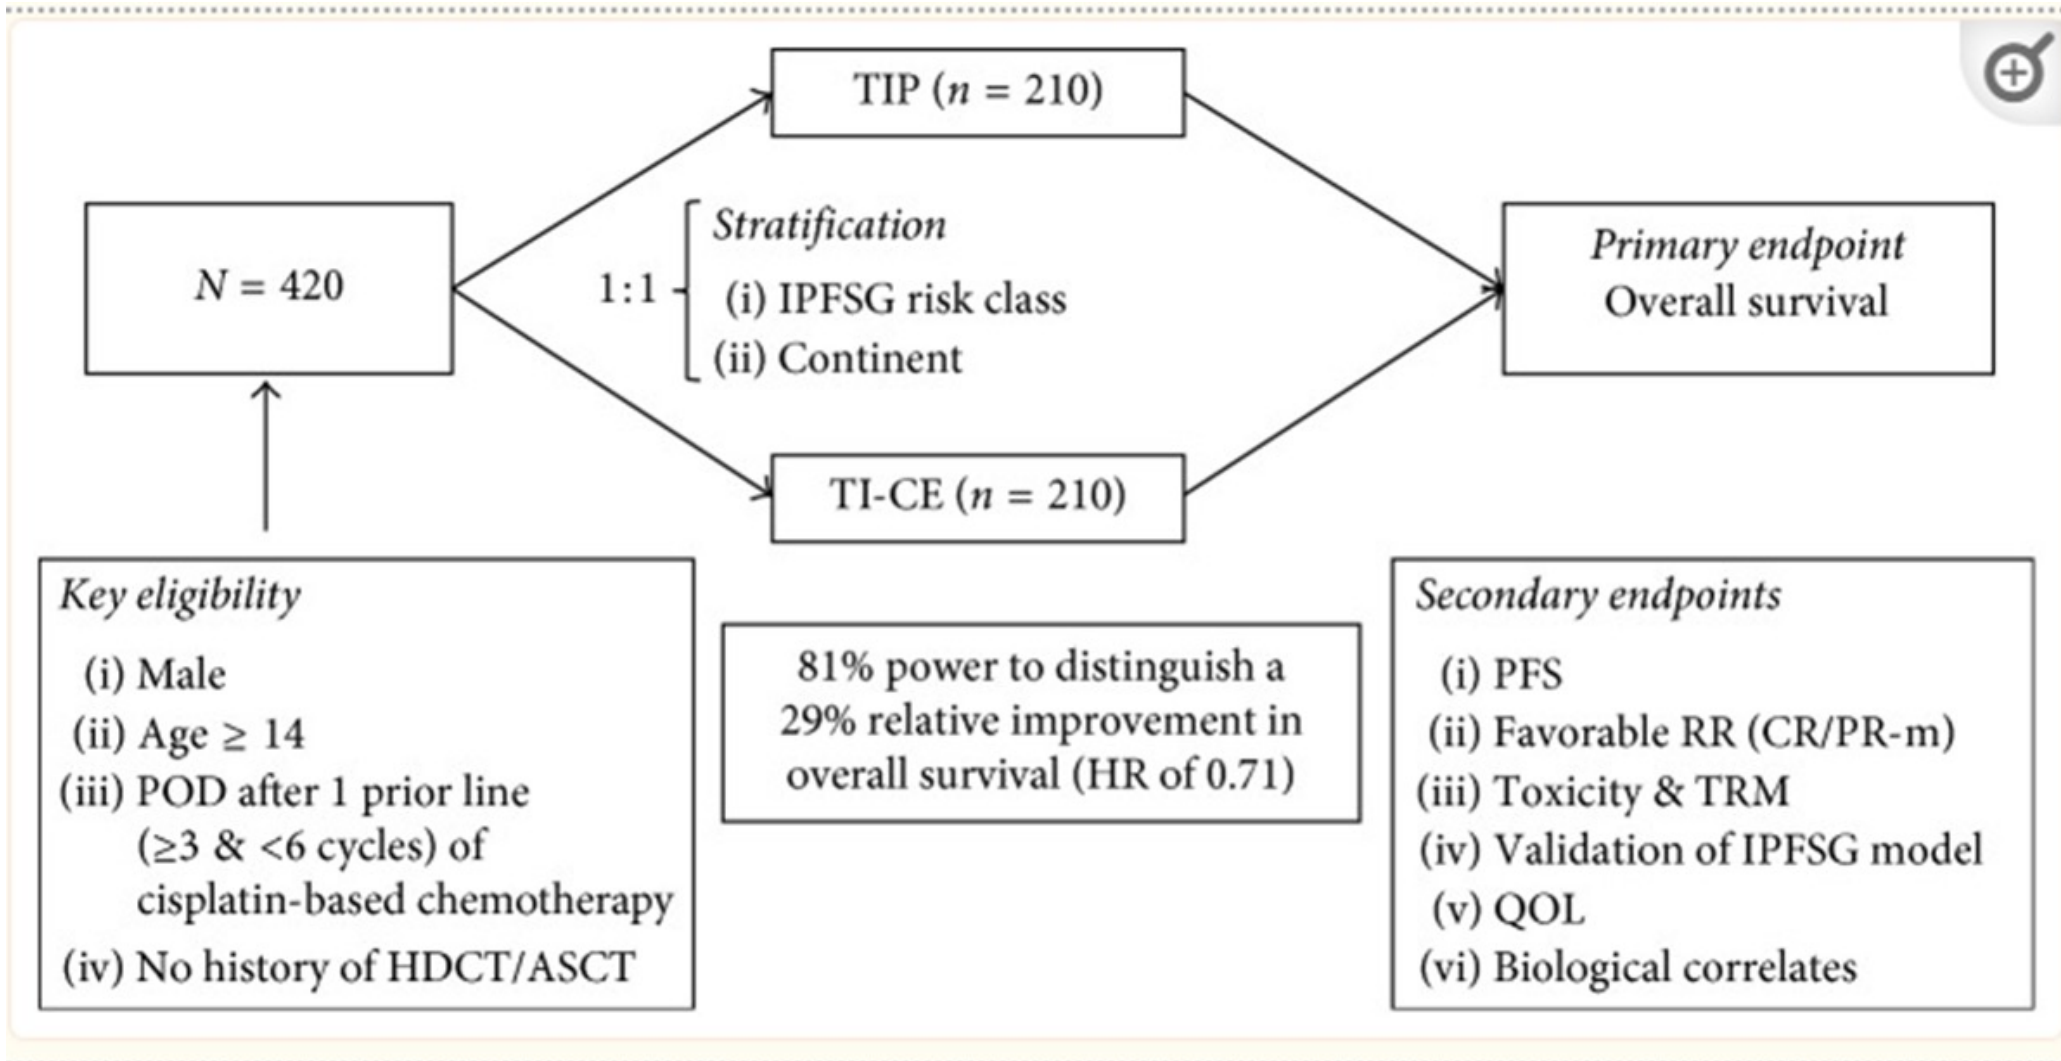 TIP (n = 210)
N = 420
1:1
Stratification
(i) IPFSG risk class
(ii) Continent
Primary endpoint
Overall survival
TI-CE (n = 210)
Key eligibility
(i) Male
(ii) Age ≥ 14
(iii) POD after 1 prior line
(≥3 & <6 cycles) of
cisplatin-based chemotherapy
(iv) No history of HDCT/ASCT
81% power to distinguish a
29% relative improvement in
overall survival (HR of 0.71)
Secondary endpoints
(i) PFS
(ii) Favorable RR (CR/PR-m)
(iii) Toxicity & TRM
(iv) Validation of IPFSG model
(v) QOL
(vi) Biological correlates